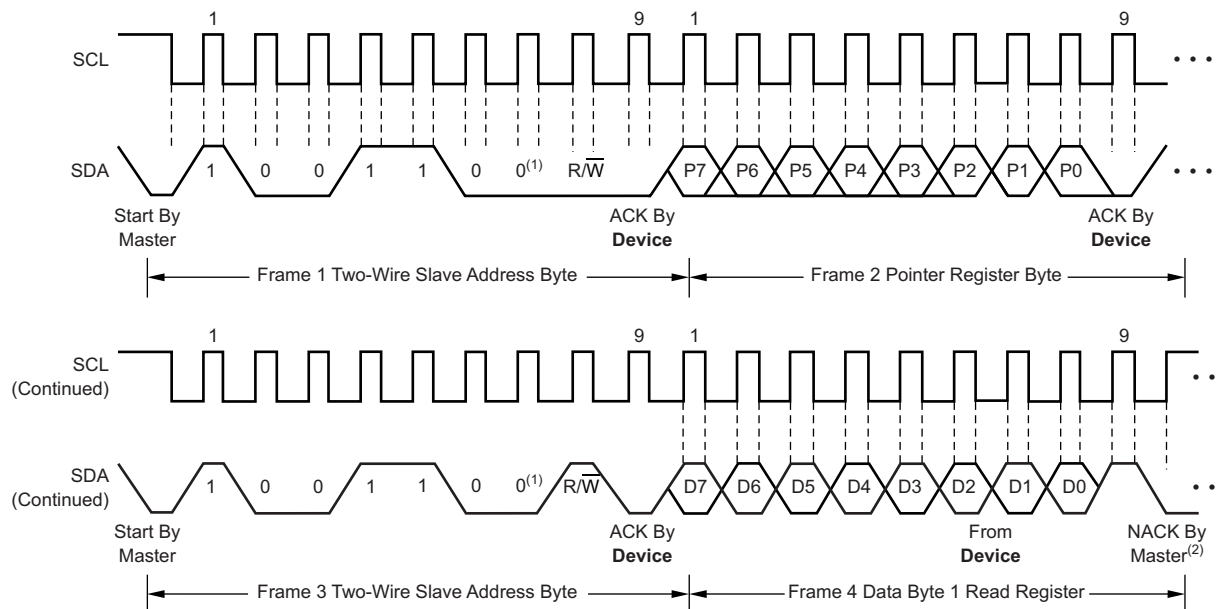 1 9 1 9
SCL
SDA
1 0 0 1 1 0 0(1) R/W P7 P6 P5 P4 P3 P2 P1 P0
Start By
Master
ACK By
Device
ACK By
Device
Frame 1 Two-Wire Slave Address Byte
Frame 2 Pointer Register Byte
1 9 1 9
SCL
(Continued)
SDA
(Continued)
1 0 0 1 1 0 0(1) R/W D7 D6 D5 D4 D3 D2 D1 D0
Start By
Master
ACK By
Device
From
Device
NACK By
Master(2)
Frame 3 Two-Wire Slave Address Byte
Frame 4 Data Byte 1 Read Register